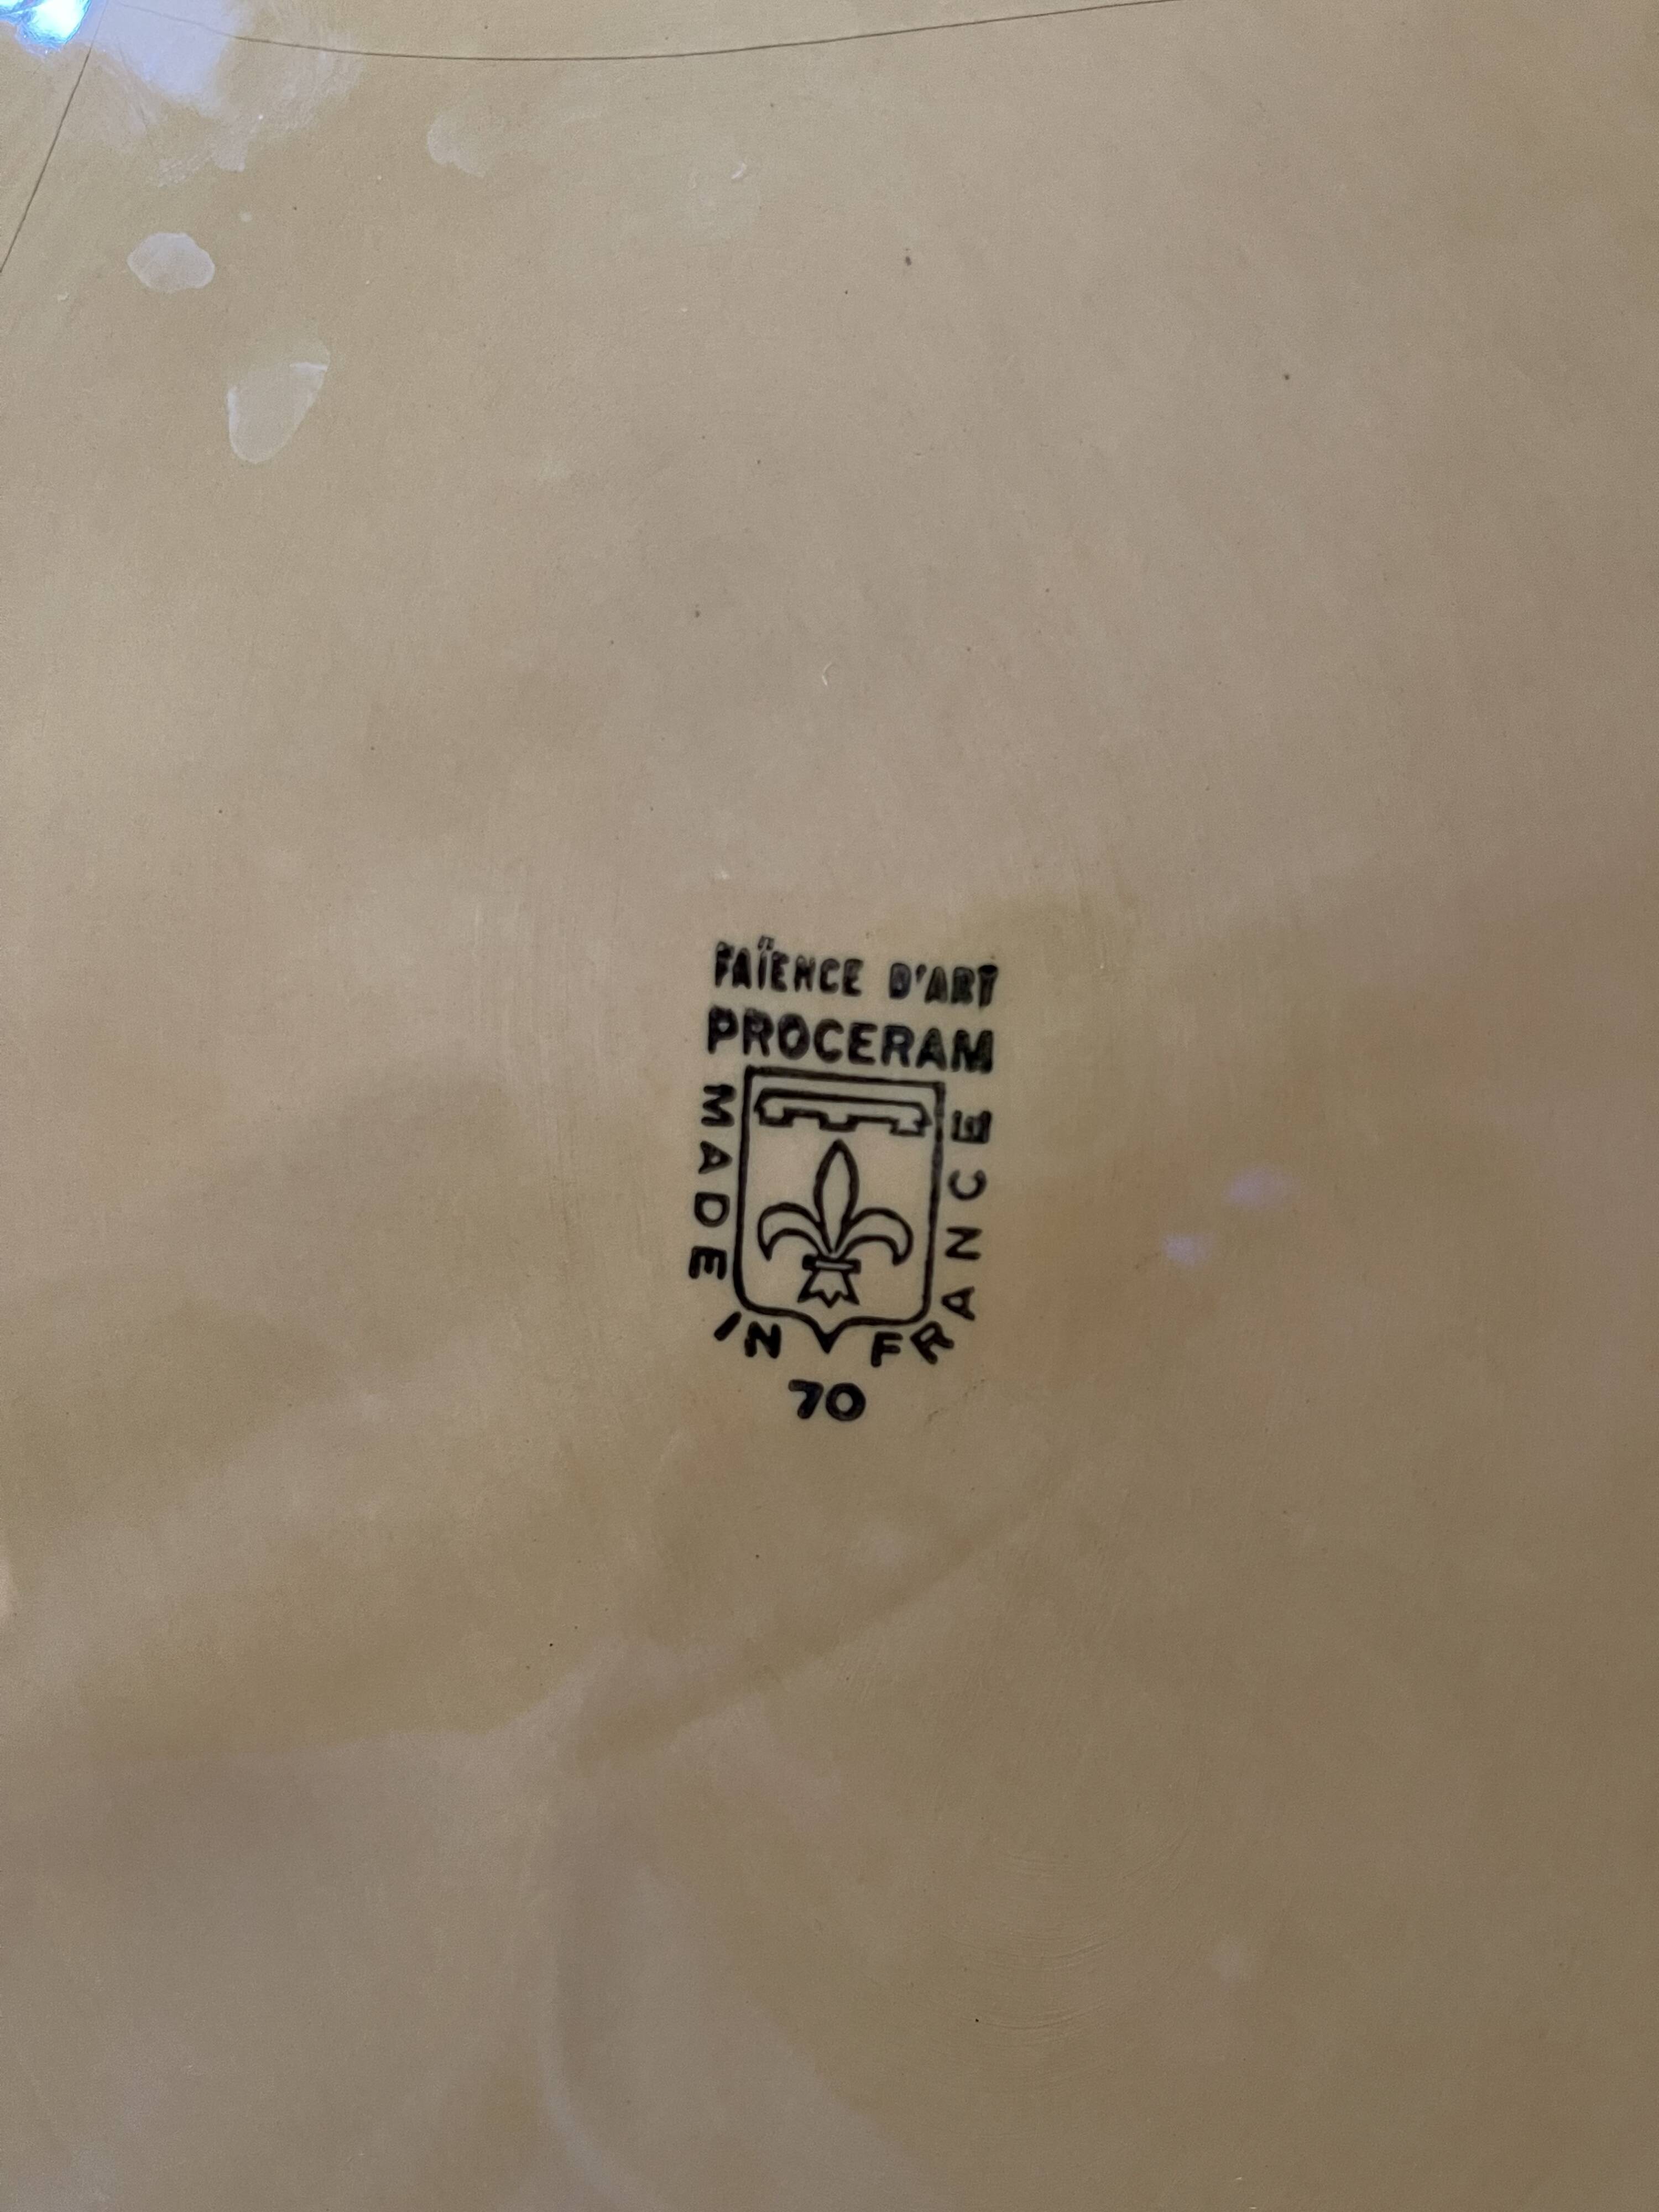 FAÏENCE D'ART
PROCERAM
MADE IN FRANCE
70